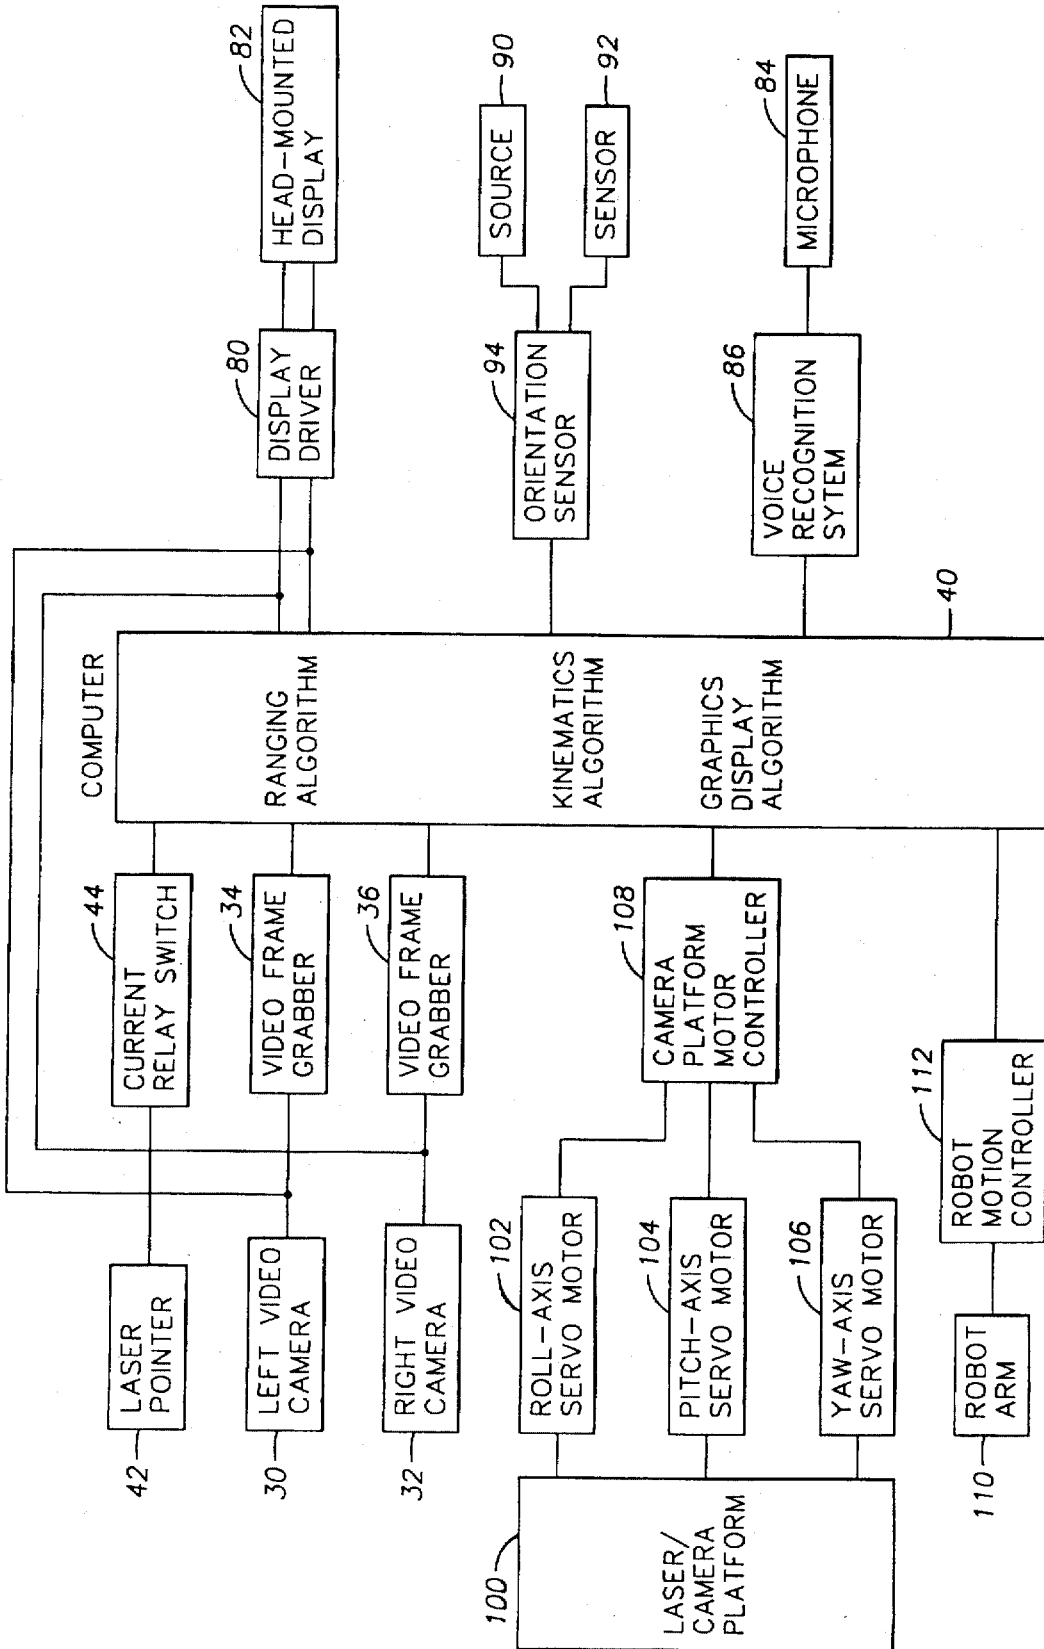 COMPUTER
40
RANGING
ALGORITHM
KINEMATICS
ALGORITHM
GRAPHICS
DISPLAY
ALGORITHM
42
LASER
POINTER
44
CURRENT
RELAY SWITCH
30
LEFT VIDEO
CAMERA
34
VIDEO FRAME
GRABBER
32
RIGHT VIDEO
CAMERA
36
VIDEO FRAME
GRABBER
100
LASER/
CAMERA
PLATFORM
102
ROLL-AXIS
SERVO MOTOR
104
PITCH-AXIS
SERVO MOTOR
106
YAW-AXIS
SERVO MOTOR
108
CAMERA
PLATFORM
MOTOR
CONTROLLER
110
ROBOT
ARM
112
ROBOT
MOTION
CONTROLLER
80
DISPLAY
DRIVER
82
HEAD-MOUNTED
DISPLAY
94
ORIENTATION
SENSOR
90
SOURCE
92
SENSOR
86
VOICE
RECOGNITION
SYTEM
84
MICROPHONE